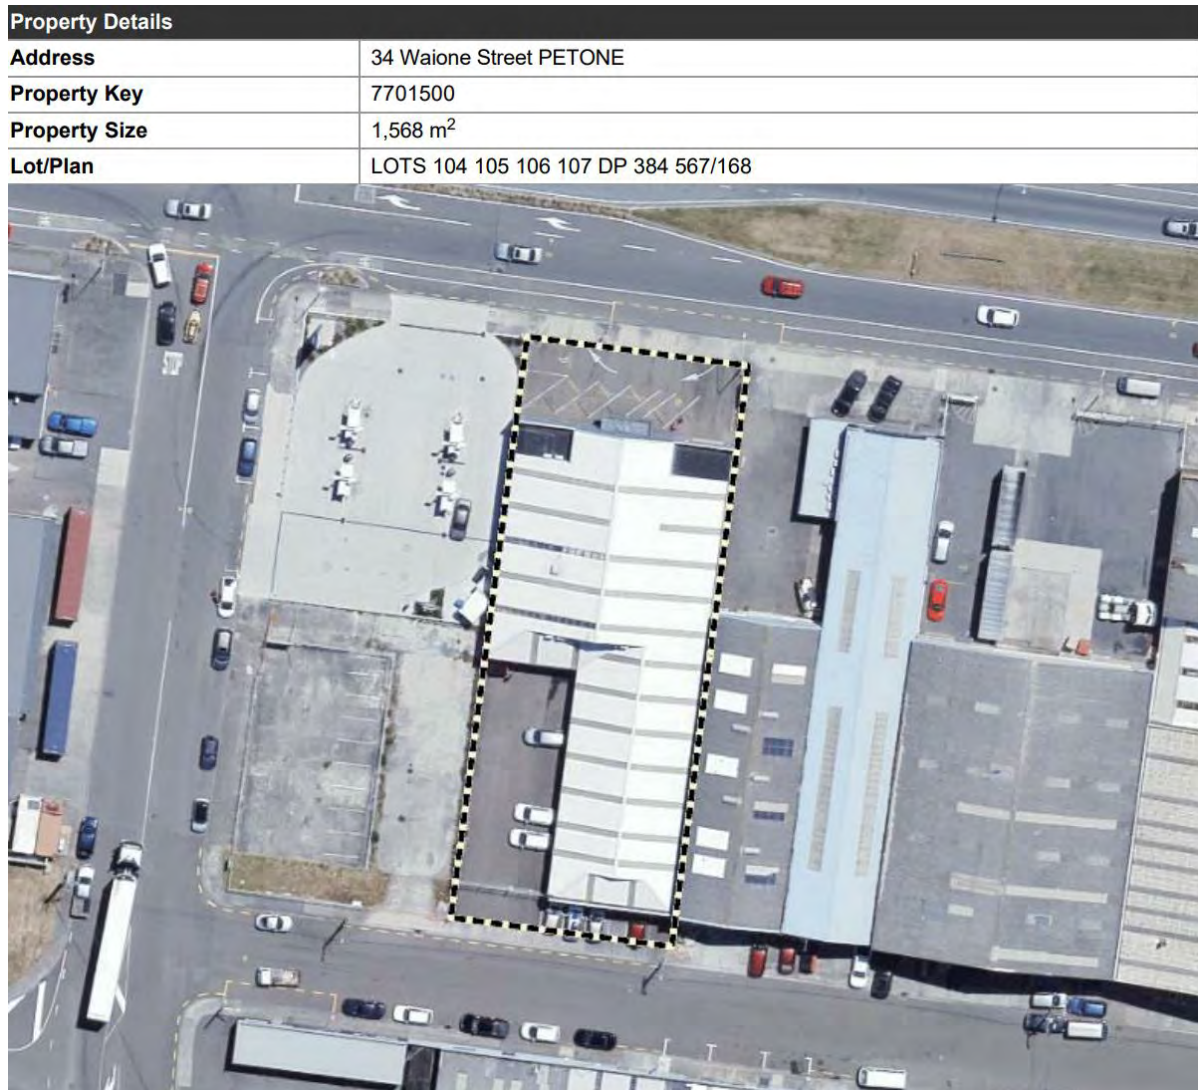 Property Details
Address 34 Waione Street PETONE
Property Key 7701500
Property Size 1,568 m²
Lot/Plan LOTS 104 105 106 107 DP 384 567/168
STOP